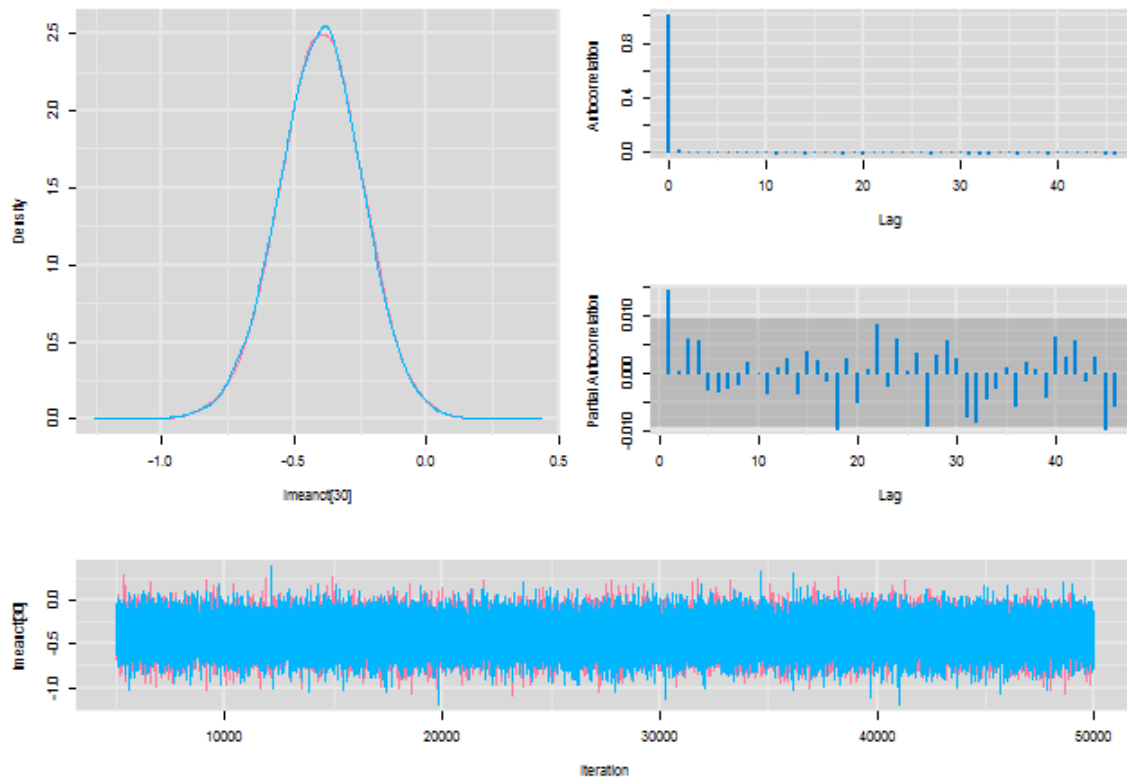 Density
0.0 0.5 1.0 1.5 2.0 2.5
-1.0 -0.5 0.0 0.5
lmeanct[30]
Autocorrelation
0.0 0.4 0.8
0 10 20 30 40
Lag
Partial Autocorrelation
-0.010 0.000 0.010
0 10 20 30 40
Lag
lmeanct[30]
-1.0 -0.5 0.0
10000 20000 30000 40000 50000
Iteration